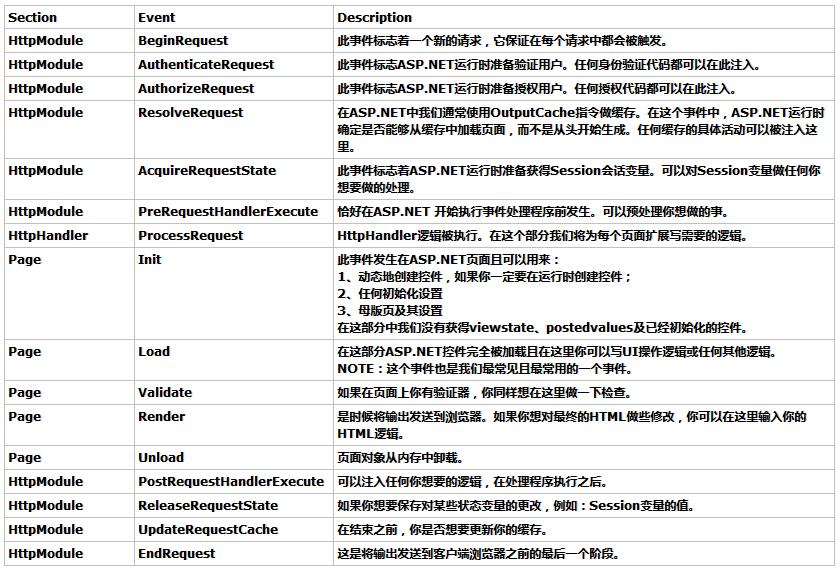 Section Event Description
HttpModule BeginRequest 此事件标志着一个新的请求，它保证在每个请求中都会被触发。
HttpModule AuthenticateRequest 此事件标志ASP.NET运行时准备验证用户。任何身份验证代码都可以在此注入。
HttpModule AuthorizeRequest 此事件标志ASP.NET运行时准备授权用户。任何授权代码都可以在此注入。
HttpModule ResolveRequest 在ASP.NET中我们通常使用OutputCache指令做缓存。在这个事件中，ASP.NET运行时
确定是否能够从缓存中加载页面，而不是从头开始生成。任何缓存的具体活动可以被注入这
里。
HttpModule AcquireRequestState 此事件标志着ASP.NET运行时准备获得Session会话变量。可以对Session变量做任何你
想要做的处理。
HttpModule PreRequestHandlerExecute 恰好在ASP.NET 开始执行事件处理程序前发生。可以预处理你想做的事。
HttpHandler ProcessRequest HttpHandler逻辑被执行。在这个部分我们将为每个页面扩展写需要的逻辑。
Page Init 此事件发生在ASP.NET页面且可以用来：
1、动态地创建控件，如果你一定要在运行时创建控件；
2、任何初始化设置
3、母版页及其设置
在这部分中我们没有获得viewstate、postedvalues及已经初始化的控件。
Page Load 在这部分ASP.NET控件完全被加载且在这里你可以写UI操作逻辑或任何其他逻辑。
NOTE：这个事件也是我们最常见且最常用的一个事件。
Page Validate 如果在页面上你有验证器，你同样想在这里做一下检查。
Page Render 是时候将输出发送到浏览器。如果你想对最终的HTML做些修改，你可以在这里输入你的
HTML逻辑。
Page Unload 页面对象从内存中卸载。
HttpModule PostRequestHandlerExecute 可以注入任何你想要的逻辑，在处理程序执行之后。
HttpModule ReleaseRequestState 如果你想要保存对某些状态变量的更改，例如：Session变量的值。
HttpModule UpdateRequestCache 在结束之前，你是否想要更新你的缓存。
HttpModule EndRequest 这是将输出发送到客户端浏览器之前的最后一个阶段。